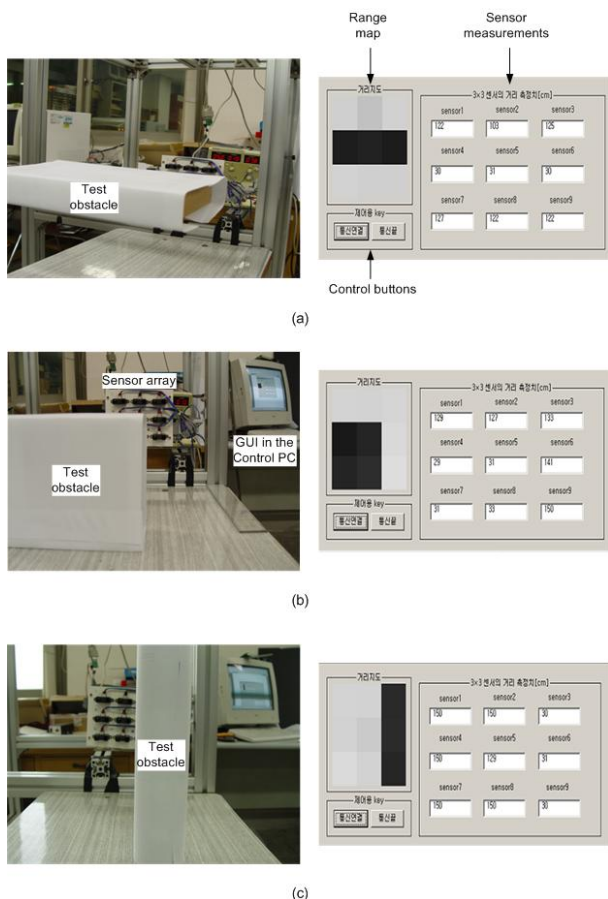 Range
map
Sensor
measurements
Test
obstacle
거리지도
3×3 센서의 거리 측정치[cm]
sensor1 sensor2 sensor3
122 103 125
sensor4 sensor5 sensor6
30 31 30
sensor7 sensor8 sensor9
127 122 122
제어용 key
통신연결 통신끝
Control buttons
(a)
Sensor array
GUI in the
Control PC
Test
obstacle
거리지도
3×3 센서의 거리 측정치[cm]
sensor1 sensor2 sensor3
129 127 133
sensor4 sensor5 sensor6
29 31 141
sensor7 sensor8 sensor9
31 33 150
제어용 key
통신연결 통신끝
(b)
Test
obstacle
거리지도
3×3 센서의 거리 측정치[cm]
sensor1 sensor2 sensor3
150 150 30
sensor4 sensor5 sensor6
150 129 31
sensor7 sensor8 sensor9
150 150 30
제어용 key
통신연결 통신끝
(c)